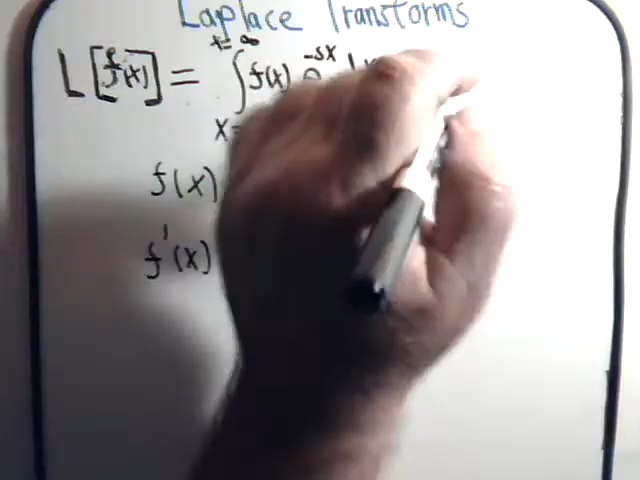 Laplace Transforms
x=∞
L[f(x)] = ∫ f(x) e^-sx
x=
f(x)
f'(x)